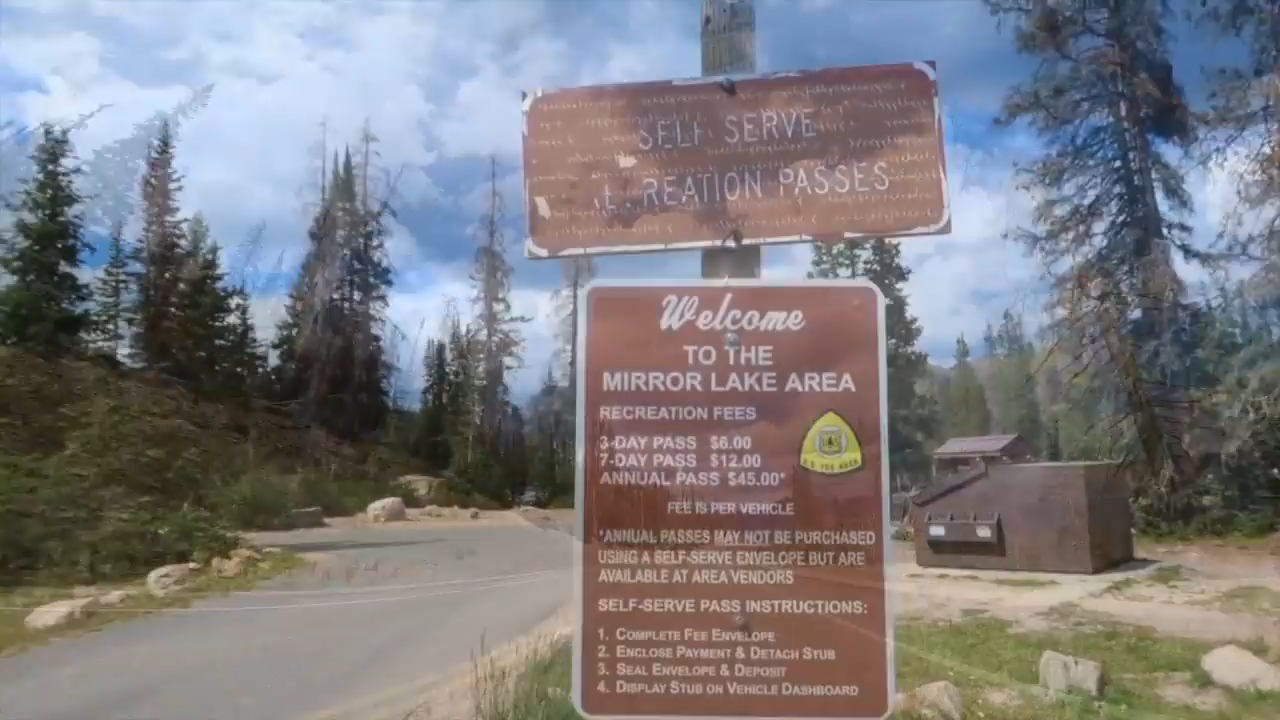 SELF SERVE
REATION PASSES
Welcome
TO THE
MIRROR LAKE AREA
RECREATION FEES
3-DAY PASS $6.00
7-DAY PASS $12.00
ANNUAL PASS $45.00*
U.S. FEE AREA
FEE IS PER VEHICLE
*ANNUAL PASSES MAY NOT BE PURCHASED
USING A SELF-SERVE ENVELOPE BUT ARE
AVAILABLE AT AREA VENDORS
SELF-SERVE PASS INSTRUCTIONS:
1. COMPLETE FEE ENVELOPE
2. ENCLOSE PAYMENT & DETACH STUB
3. SEAL ENVELOPE & DEPOSIT
4. DISPLAY STUB ON VEHICLE DASHBOARD